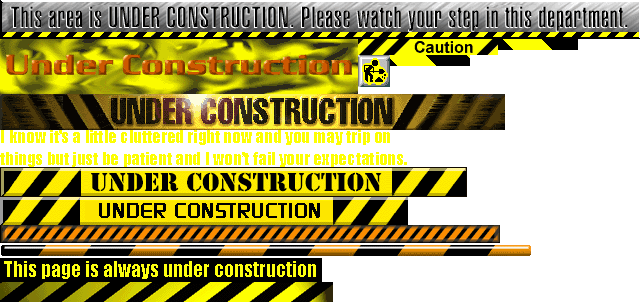 This area is UNDER CONSTRUCTION. Please watch your step in this department.
Caution
Under Construction
UNDER CONSTRUCTION
I know it's a little cluttered right now and you may trip on
things but just be patient and I won't fail your expectations.
UNDER CONSTRUCTION
UNDER CONSTRUCTION
This page is always under construction